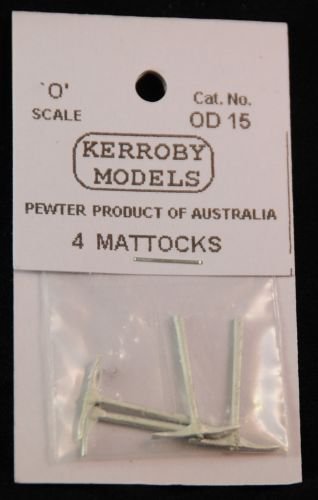 'O'
SCALE
Cat. No.
OD 15
KERROBY
MODELS
PEWTER PRODUCT OF AUSTRALIA
4 MATTOCKS